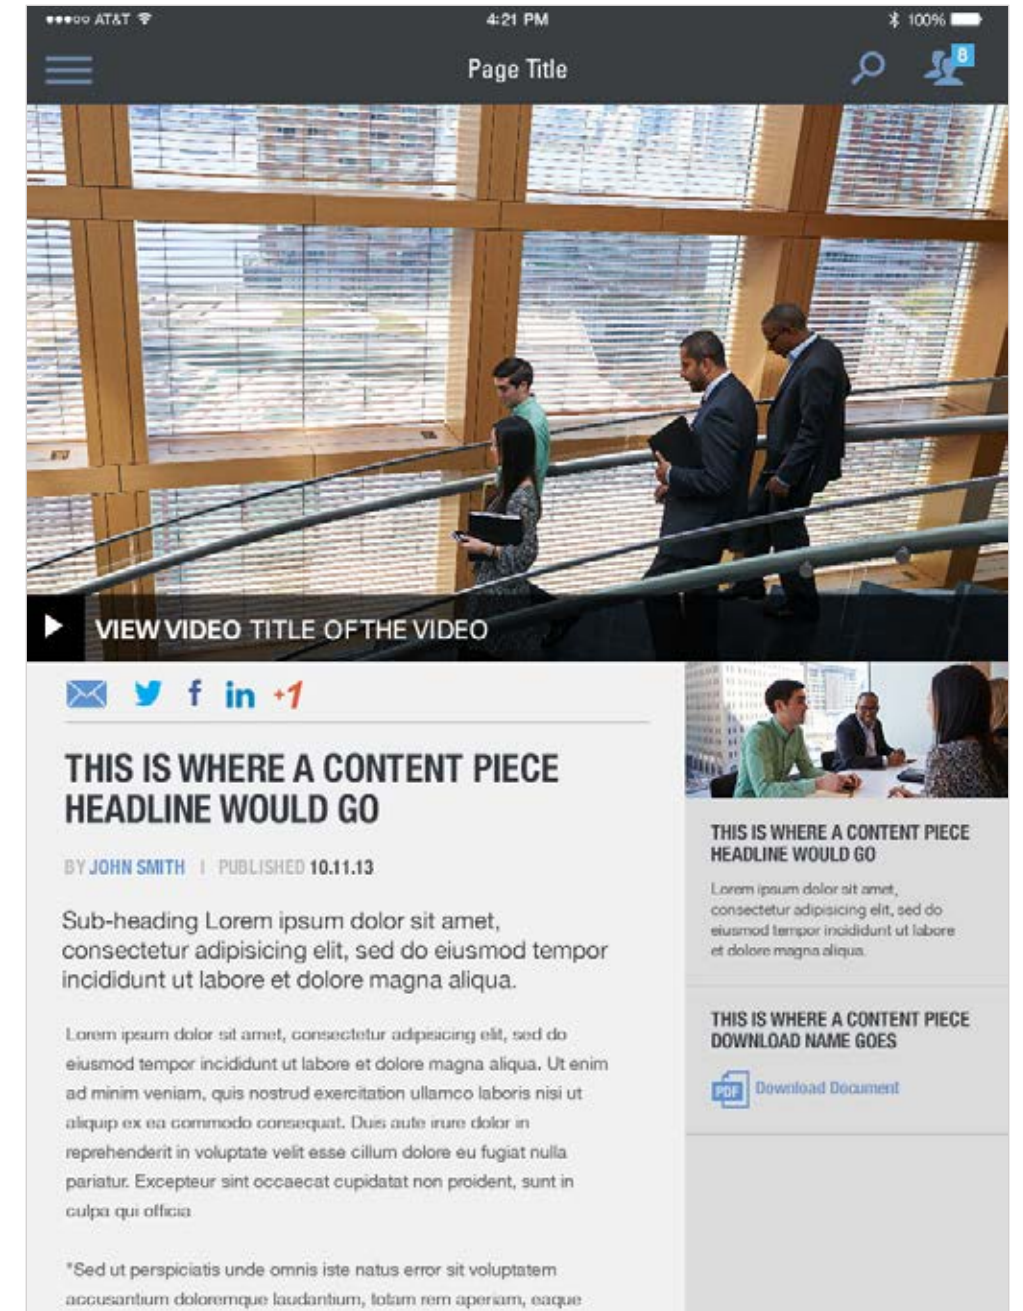 AT&T
4:21 PM
100%
Page Title
8
VIEW VIDEO TITLE OF THE VIDEO
f in +1
THIS IS WHERE A CONTENT PIECE
HEADLINE WOULD GO
BY JOHN SMITH | PUBLISHED 10.11.13
Sub-heading Lorem ipsum dolor sit amet,
consectetur adipisicing elit, sed do eiusmod tempor
incididunt ut labore et dolore magna aliqua.
Lorem ipsum dolor sit amet, consectetur adipisicing elit, sed do
eiusmod tempor incididunt ut labore et dolore magna aliqua. Ut enim
ad minim veniam, quis nostrud exercitation ullamco laboris nisi ut
aliquip ex ea commodo consequat. Duis aute irure dolor in
reprehenderit in voluptate velit esse cillum dolore eu fugiat nulla
pariatur. Excepteur sint occaecat cupidatat non proident, sunt in
culpa qui officia
"Sed ut perspiciatis unde omnis iste natus error sit voluptatem
accusantium doloremque laudantium, totam rem aperiam, eaque
THIS IS WHERE A CONTENT PIECE
HEADLINE WOULD GO
Lorem ipsum dolor sit amet,
consectetur adipisicing elit, sed do
eiusmod tempor incididunt ut labore
et dolore magna aliqua.
THIS IS WHERE A CONTENT PIECE
DOWNLOAD NAME GOES
PDF Download Document